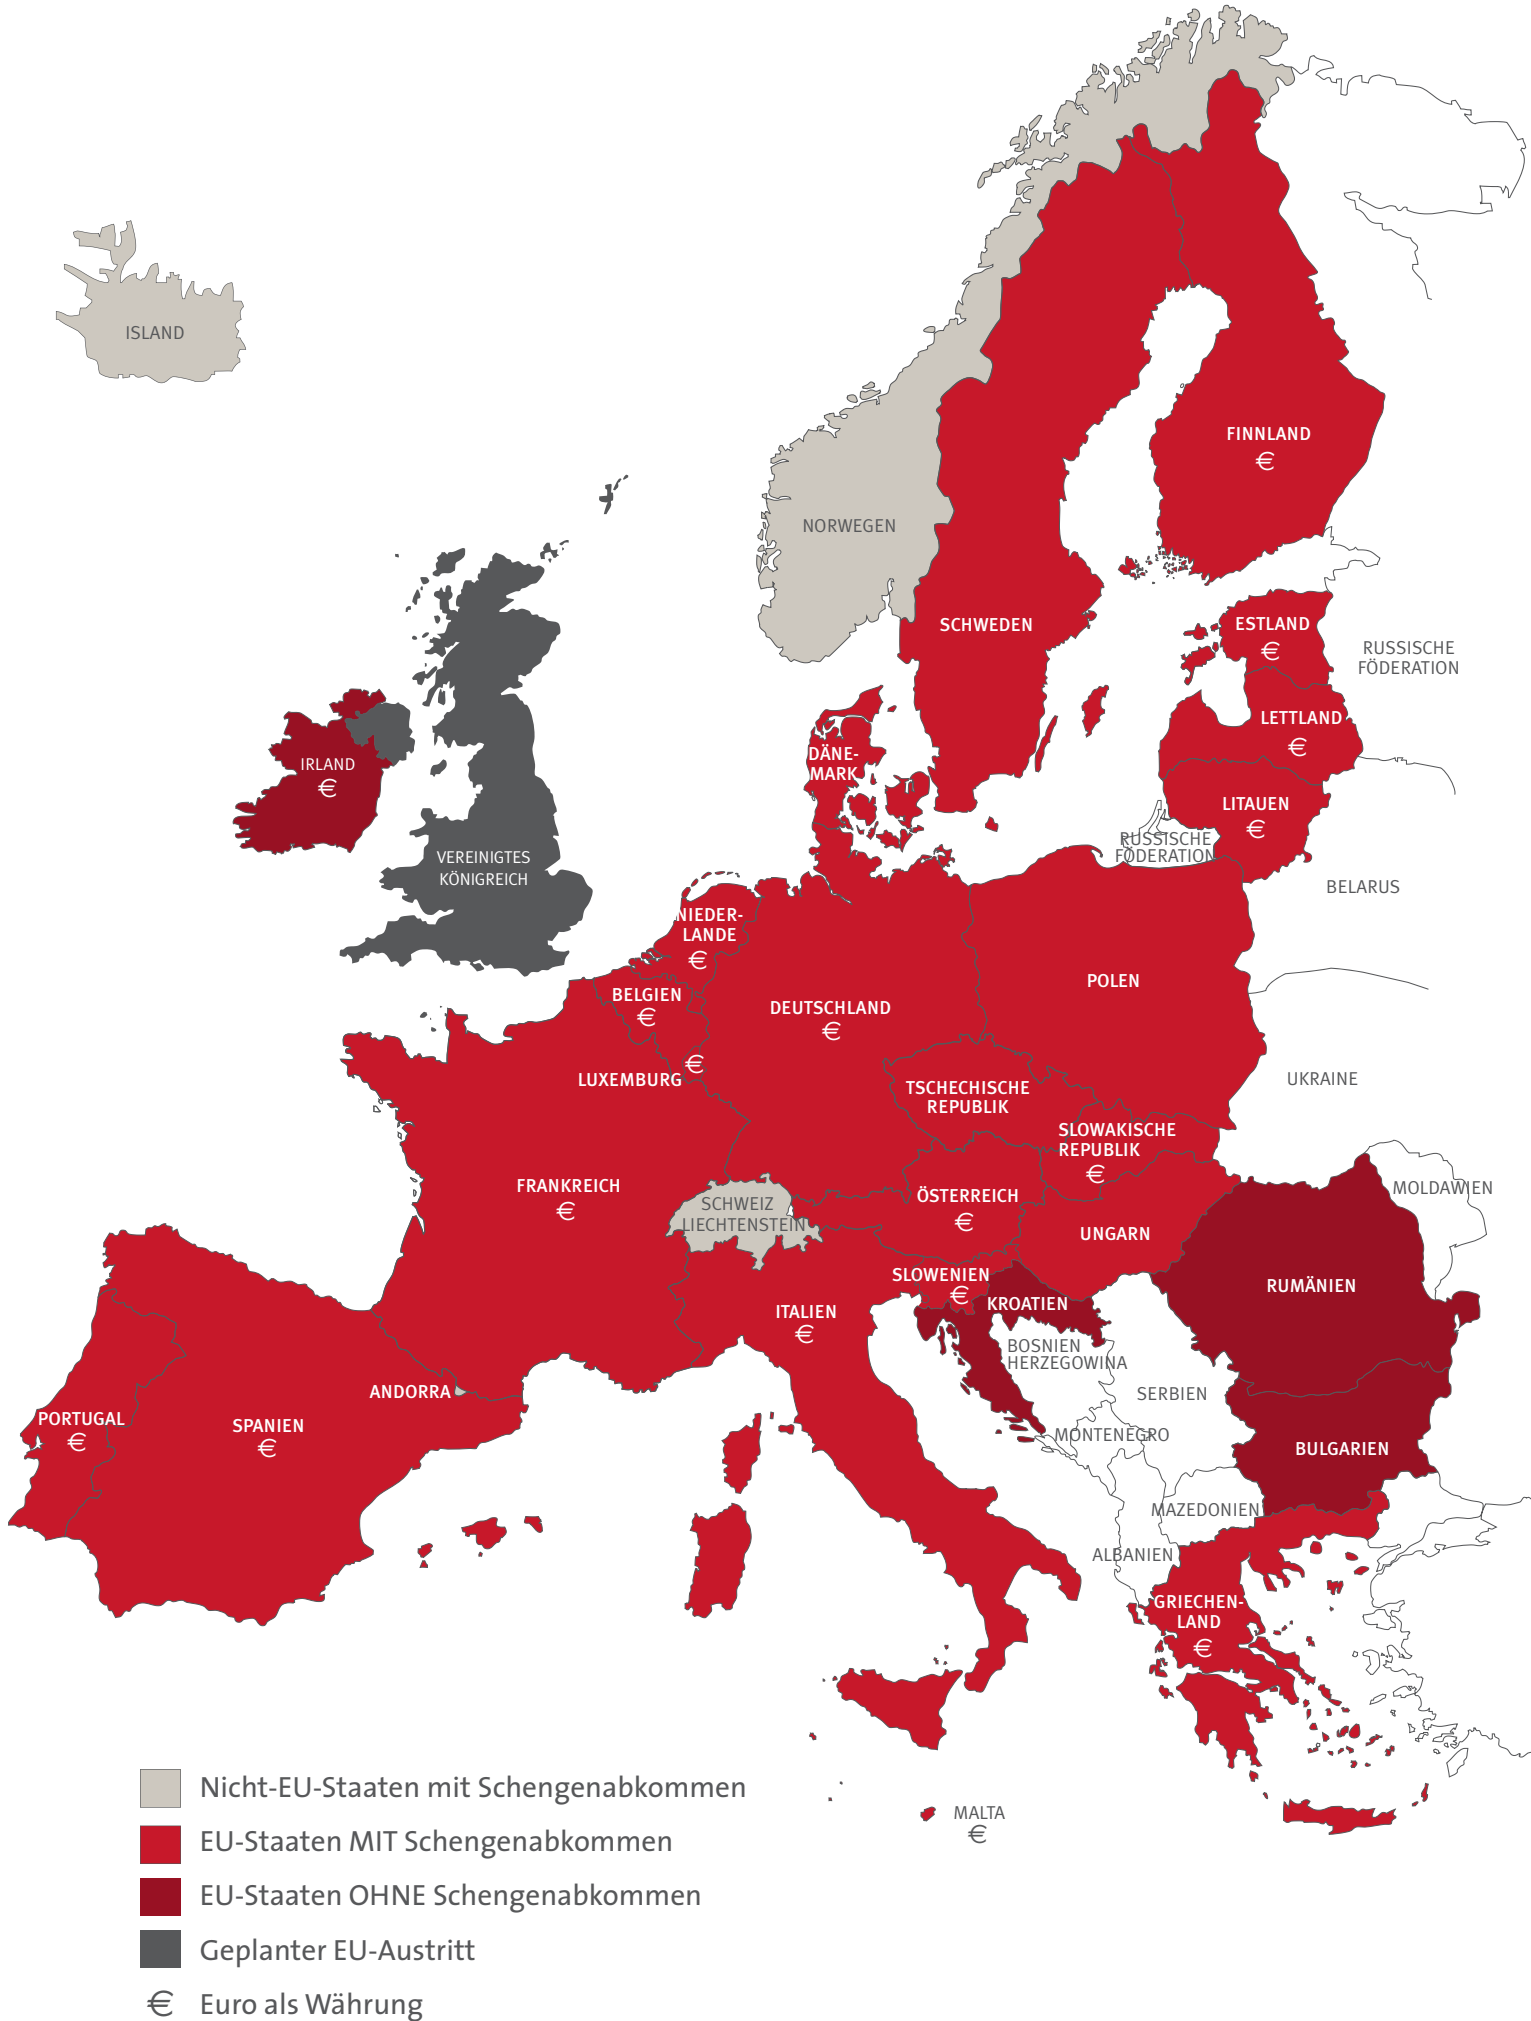 ISLAND
FINNLAND
€
NORWEGEN
SCHWEDEN
ESTLAND
€
RUSSISCHE
FÖDERATION
LETTLAND
€
DÄNE-
MARK
IRLAND
€
LITAUEN
€
RUSSISCHE
FÖDERATION
VEREINIGTES
KÖNIGREICH
BELARUS
NIEDER-
LANDE
€
POLEN
BELGIEN
€
DEUTSCHLAND
€
LUXEMBURG
€
UKRAINE
TSCHECHISCHE
REPUBLIK
SLOWAKISCHE
REPUBLIK
€
FRANKREICH
€
SCHWEIZ
LIECHTENSTEIN
ÖSTERREICH
€
MOLDAWIEN
UNGARN
SLOWENIEN
€
RUMÄNIEN
KROATIEN
ITALIEN
€
BOSNIEN
HERZEGOWINA
ANDORRA
SERBIEN
PORTUGAL
€
SPANIEN
€
MONTENEGRO
BULGARIEN
MAZEDONIEN
ALBANIEN
GRIECHEN-
LAND
€
MALTA
€
Nicht-EU-Staaten mit Schengenabkommen
EU-Staaten MIT Schengenabkommen
EU-Staaten OHNE Schengenabkommen
Geplanter EU-Austritt
€ Euro als Währung